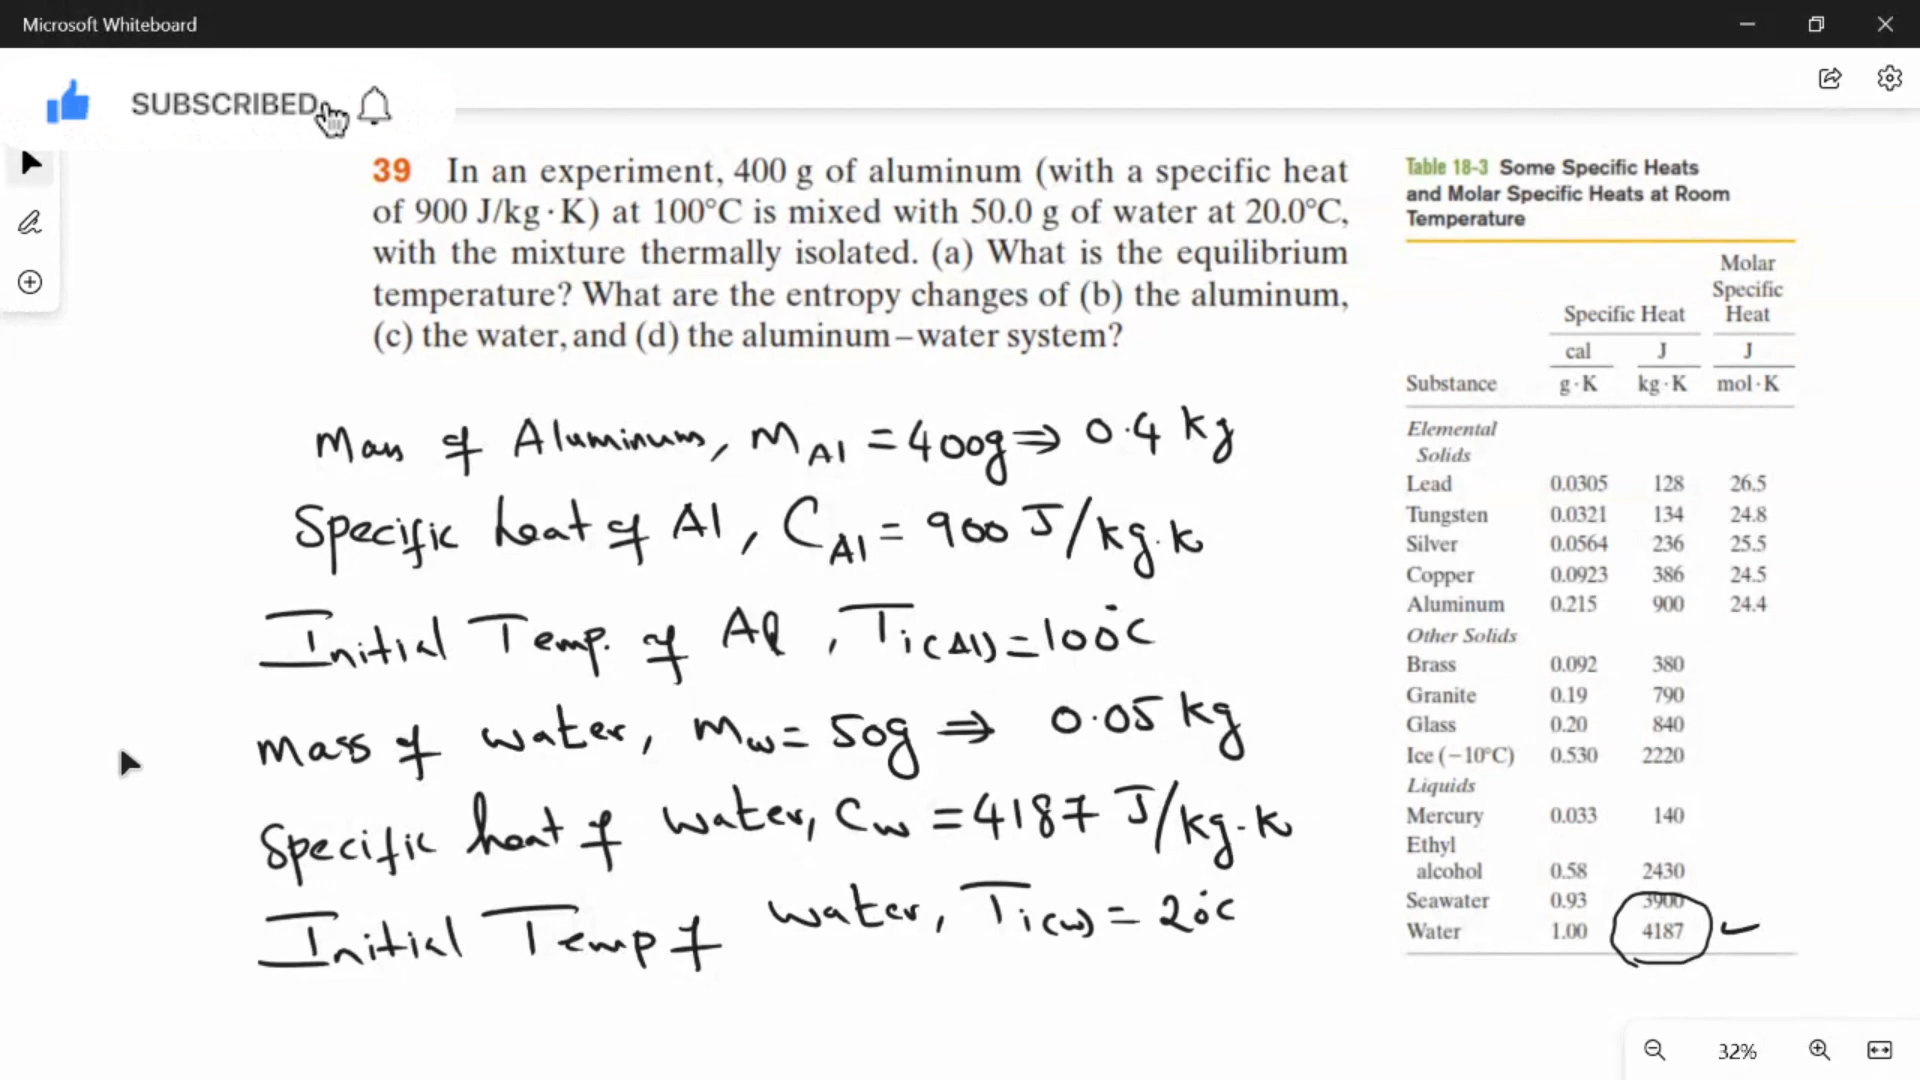 Microsoft Whiteboard
SUBSCRIBED
39 In an experiment, 400 g of aluminum (with a specific heat
of 900 J/kg·K) at 100°C is mixed with 50.0 g of water at 20.0°C,
with the mixture thermally isolated. (a) What is the equilibrium
temperature? What are the entropy changes of (b) the aluminum,
(c) the water, and (d) the aluminum–water system?
Mass of Aluminum, MAl = 400g ⇒ 0.4 kg
Specific heat of Al, CAl = 900 J/kg.k
Initial Temp. of Al, Ti(Al) = 100°C
Mass of water, mw = 50g ⇒ 0.05 kg
Specific heat of water, Cw = 4187 J/kg.k
Initial Temp of water, Ti(w) = 20°C
Table 18-3 Some Specific Heats
and Molar Specific Heats at Room
Temperature
Molar
Specific
Specific Heat Heat
cal J J
Substance g·K kg·K mol·K
Elemental
Solids
Lead 0.0305 128 26.5
Tungsten 0.0321 134 24.8
Silver 0.0564 236 25.5
Copper 0.0923 386 24.5
Aluminum 0.215 900 24.4
Other Solids
Brass 0.092 380
Granite 0.19 790
Glass 0.20 840
Ice (−10°C) 0.530 2220
Liquids
Mercury 0.033 140
Ethyl
alcohol 0.58 2430
Seawater 0.93 3900
Water 1.00 4187
32%